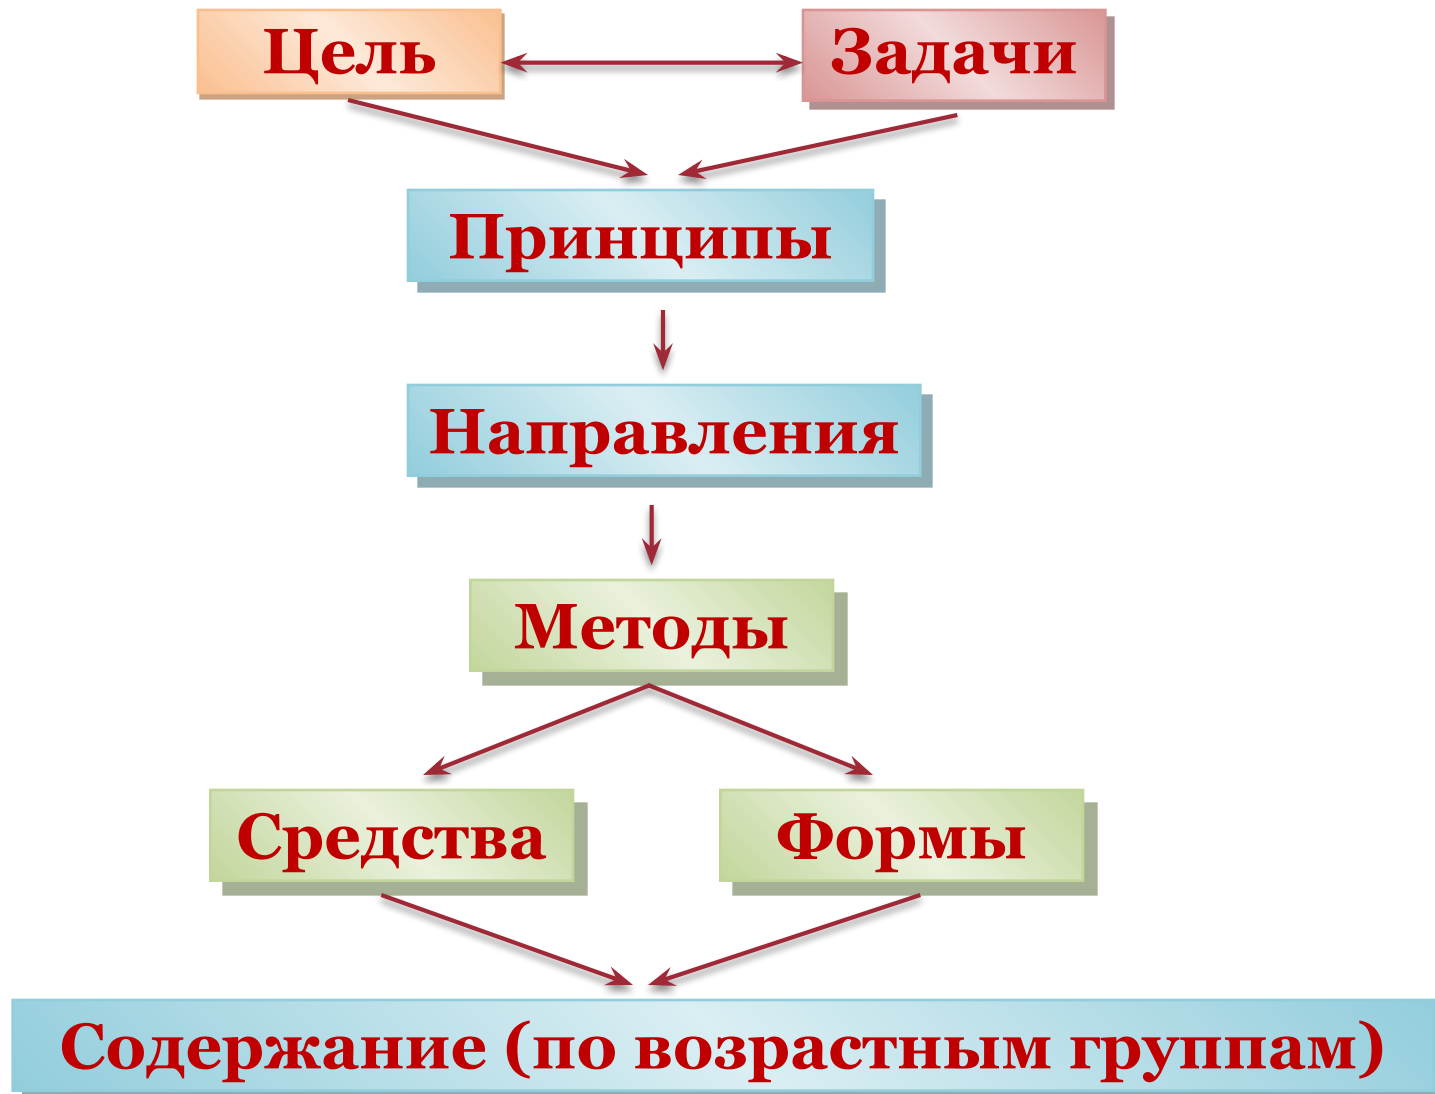 Цель
Задачи
Принципы
Направления
Методы
Средства
Формы
Содержание (по возрастным группам)